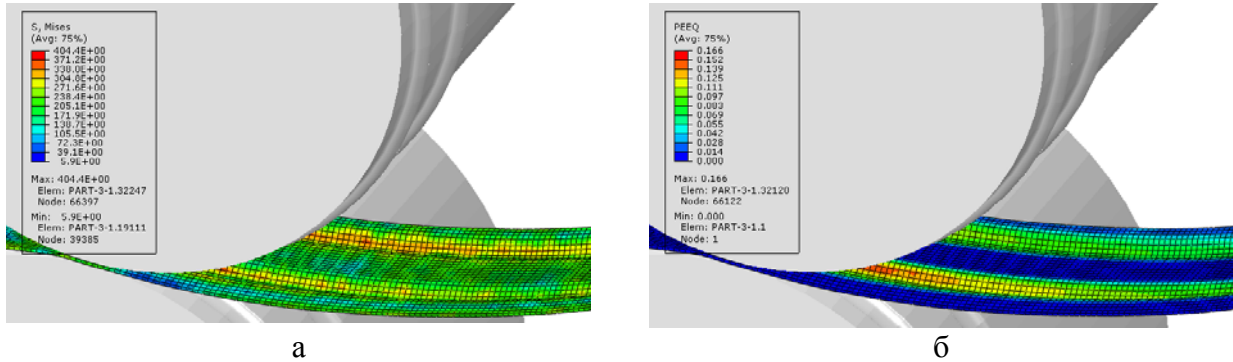 S, Mises
(Avg: 75%)
404.4E+00
371.2E+00
338.0E+00
304.8E+00
271.6E+00
238.4E+00
205.1E+00
171.9E+00
138.7E+00
105.5E+00
72.3E+00
39.1E+00
5.9E+00
Max: 404.4E+00
Elem: PART-3-1.32247
Node: 66397
Min: 5.9E+00
Elem: PART-3-1.19111
Node: 39385
а
PEEQ
(Avg: 75%)
0.166
0.152
0.139
0.125
0.111
0.097
0.083
0.069
0.055
0.042
0.028
0.014
0.000
Max: 0.166
Elem: PART-3-1.32120
Node: 66122
Min: 0.000
Elem: PART-3-1.1
Node: 1
б